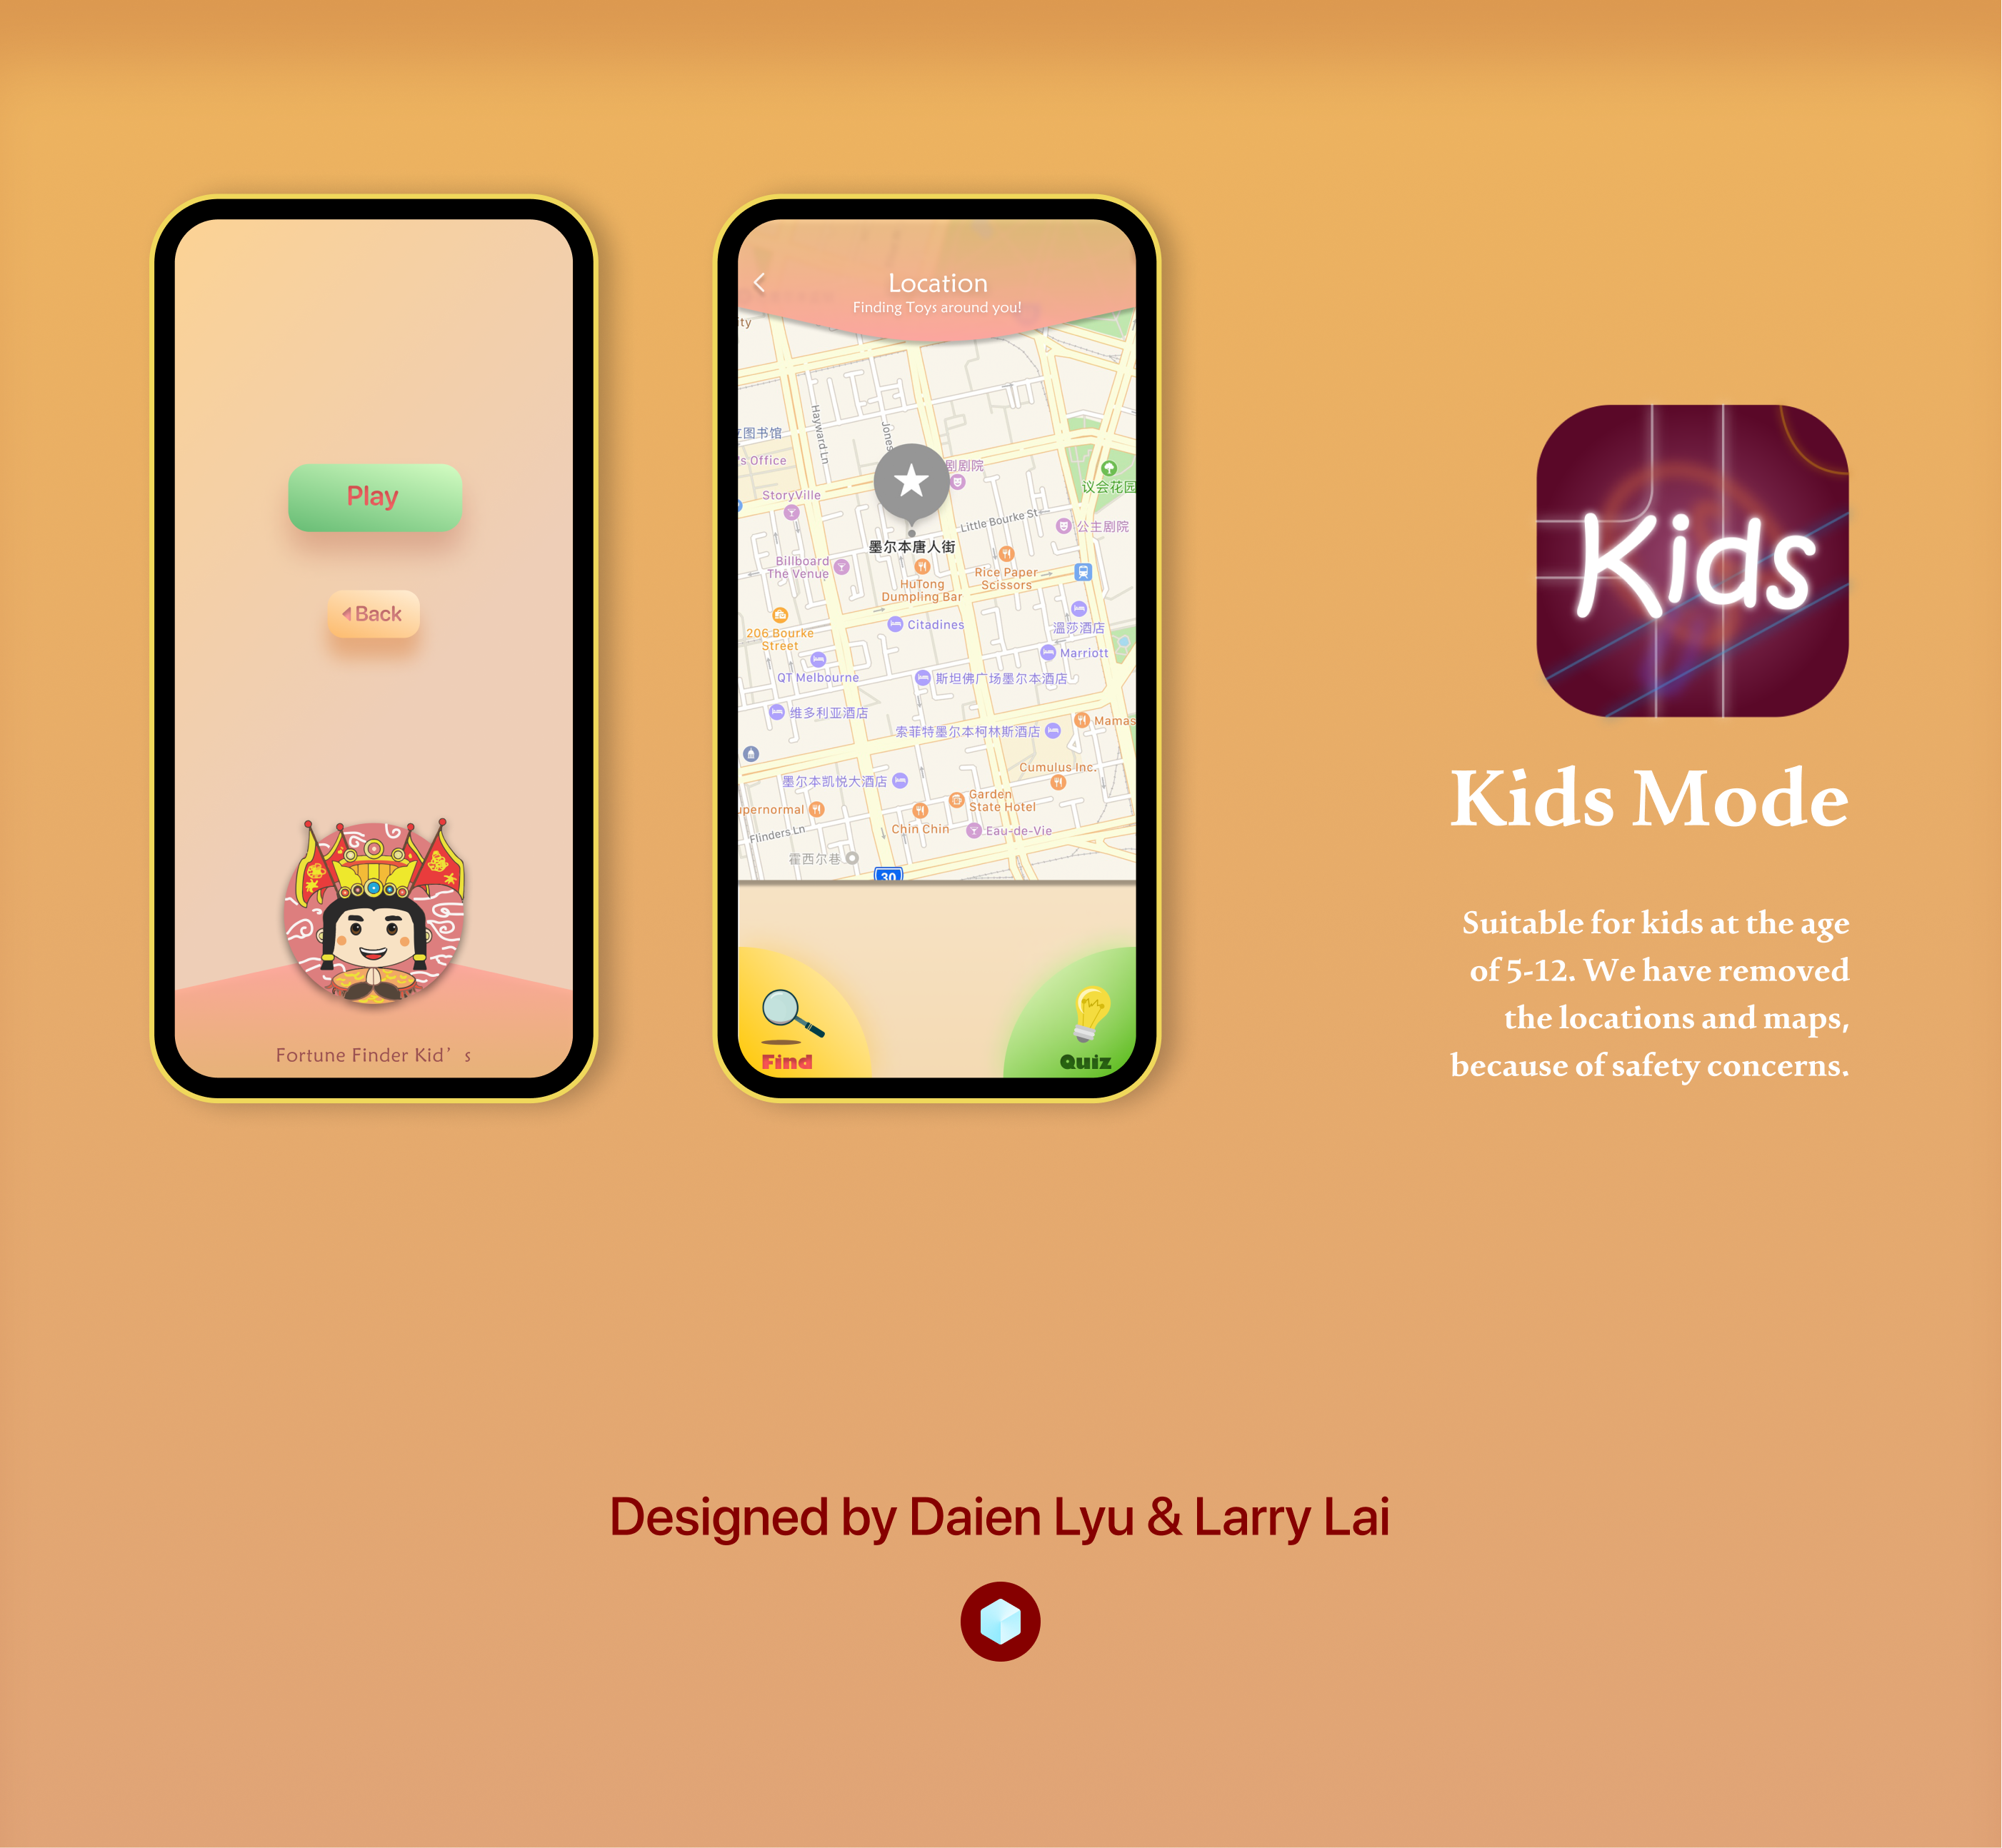 Play
Back
Fortune Finder Kid’s
Location
Finding Toys around you!
ity
Hayward Ln
Jones
图书馆
's Office
剧院
StoryVille
议会花园
Little Bourke St
公主剧院
墨尔本唐人街
Billboard
The Venue
HuTong
Dumpling Bar
Rice Paper
Scissors
206 Bourke
Street
Citadines
温莎酒店
Marriott
QT Melbourne
斯坦佛广场墨尔本酒店
维多利亚酒店
Mamas
索菲特墨尔本柯林斯酒店
Cumulus Inc.
墨尔本凯悦大酒店
upernormal
Garden
State Hotel
Chin Chin
Eau-de-Vie
Flinders Ln
霍西尔巷
30
Find
Quiz
Kids
Kids Mode
Suitable for kids at the age
of 5-12. We have removed
the locations and maps,
because of safety concerns.
Designed by Daien Lyu & Larry Lai